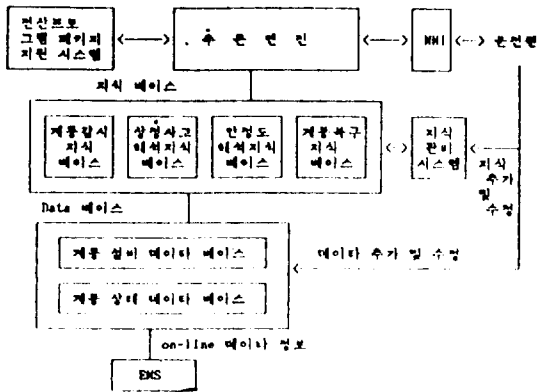 전산프로
그램 패키지
지원 시스템
추 론 엔 진
MMI
운전원
지식 베이스
계통감시
지식
베이스
상정사고
해석지식
베이스
안정도
해석지식
베이스
계통복구
지식
베이스
지식
관리
시스템
지식
추가
및
수정
Data 베이스
계통 설비 데이타 베이스
계통 상태 데이타 베이스
데이타 추가 및 수정
on-line 데이타 정보
EMS